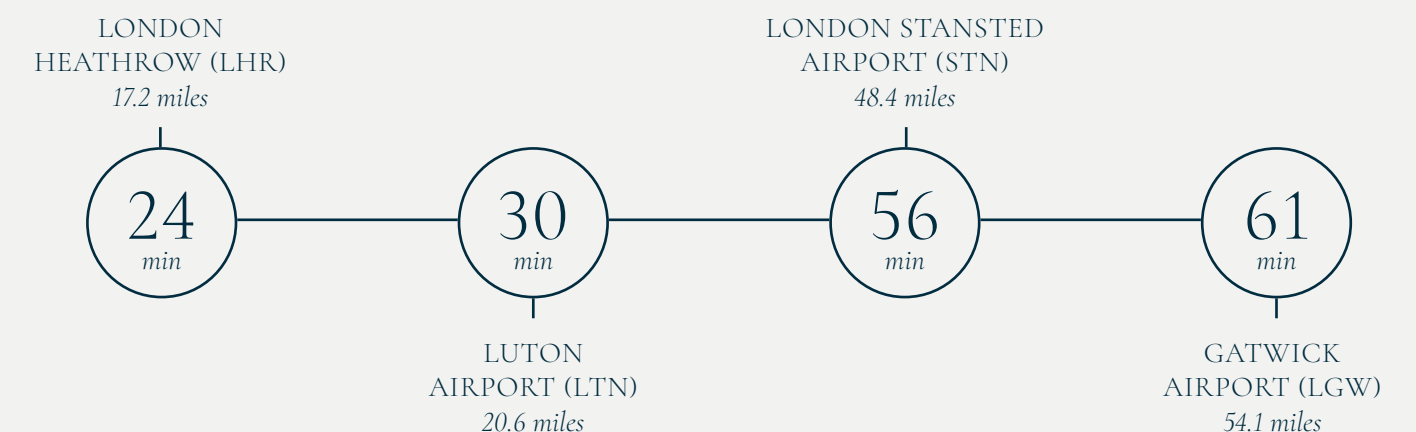 LONDON
HEATHROW (LHR)
17.2 miles
24
min
30
min
LUTON
AIRPORT (LTN)
20.6 miles
LONDON STANSTED
AIRPORT (STN)
48.4 miles
56
min
61
min
GATWICK
AIRPORT (LGW)
54.1 miles